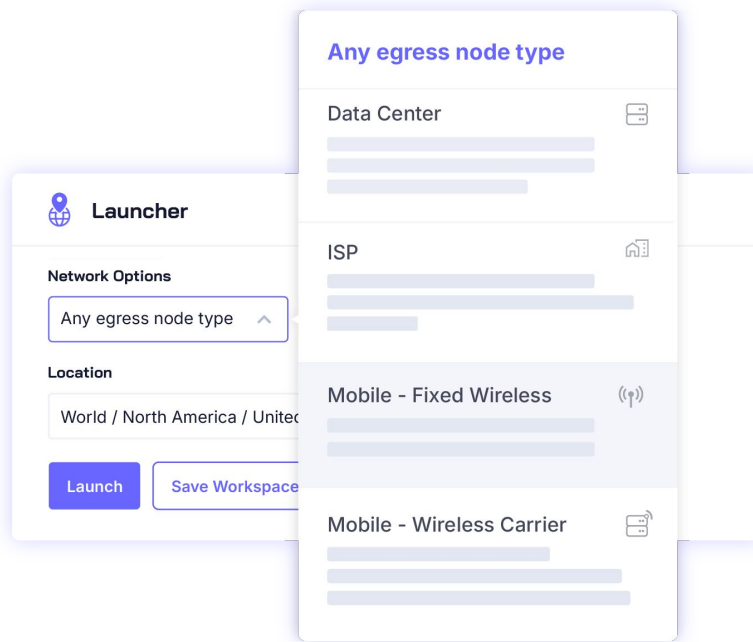 Launcher
Network Options
Any egress node type
Location
World / North America / United
Launch
Save Workspace
Any egress node type
Data Center
ISP
Mobile - Fixed Wireless
Mobile - Wireless Carrier